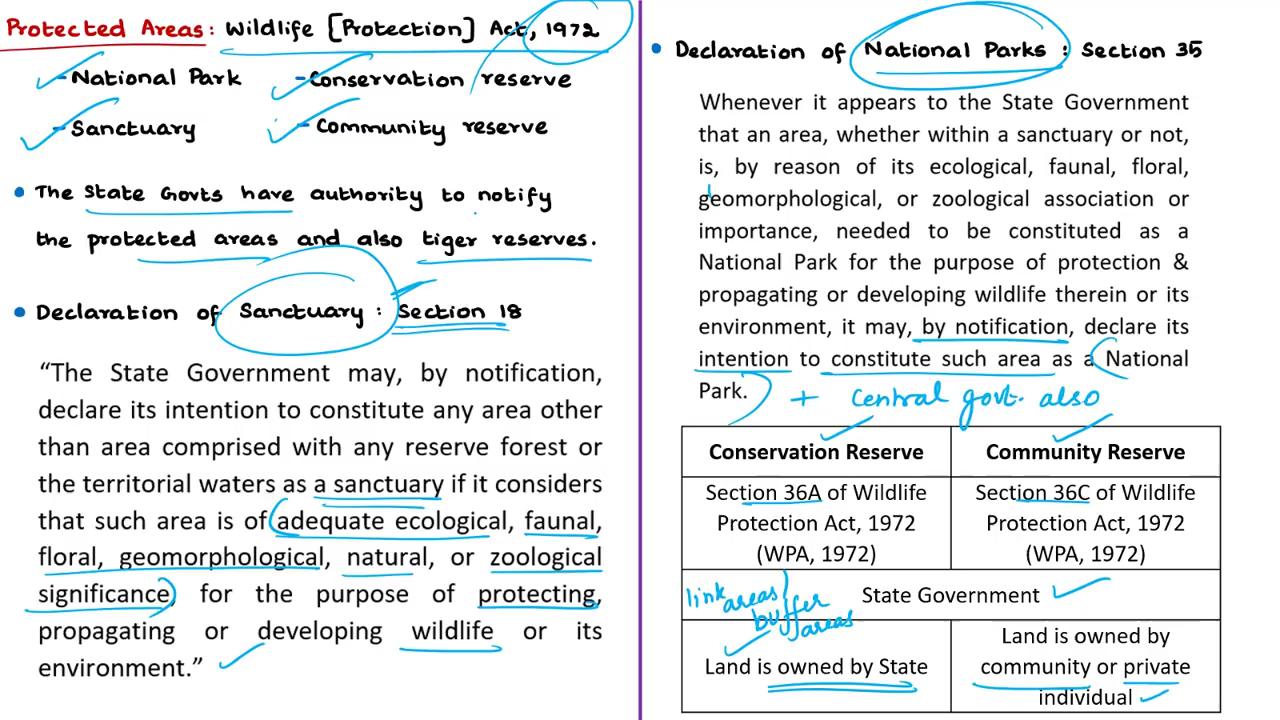 Protected Areas: Wildlife [Protection] Act, 1972
- National Park - Conservation reserve
- Sanctuary - Community reserve
• The State Govts have authority to notify
the protected areas and also tiger reserves.
• Declaration of Sanctuary : Section 18
“The State Government may, by notification,
declare its intention to constitute any area other
than area comprised with any reserve forest or
the territorial waters as a sanctuary if it considers
that such area is of adequate ecological, faunal,
floral, geomorphological, natural, or zoological
significance, for the purpose of protecting,
propagating or developing wildlife or its
environment.”
• Declaration of National Parks : Section 35
Whenever it appears to the State Government
that an area, whether within a sanctuary or not,
is, by reason of its ecological, faunal, floral,
geomorphological, or zoological association or
importance, needed to be constituted as a
National Park for the purpose of protection &
propagating or developing wildlife therein or its
environment, it may, by notification, declare its
intention to constitute such area as a National
Park.
+ Central govt. also
Conservation Reserve
Community Reserve
Section 36A of Wildlife
Protection Act, 1972
(WPA, 1972)
Section 36C of Wildlife
Protection Act, 1972
(WPA, 1972)
link areas
buffer
areas
State Government
Land is owned by State
Land is owned by
community or private
individual